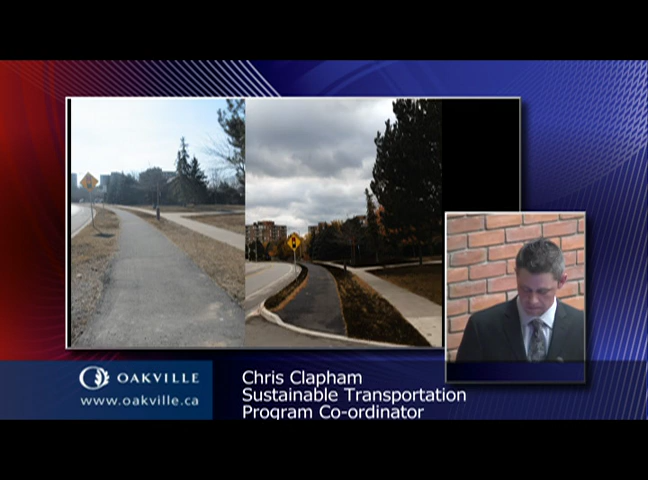 OAKVILLE
www.oakville.ca
Chris Clapham
Sustainable Transportation
Program Co-ordinator